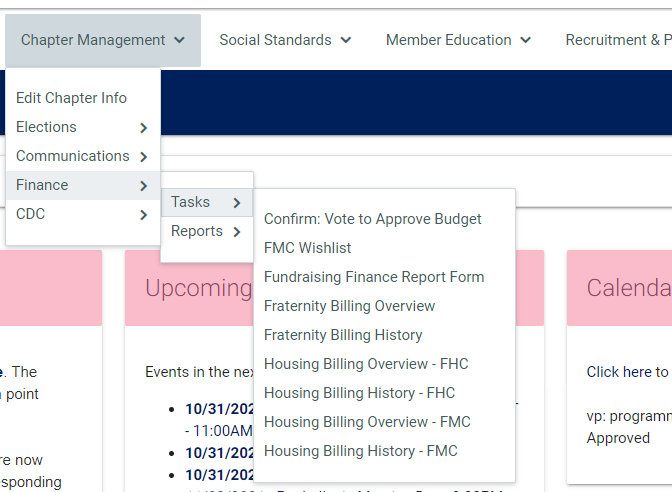 Chapter Management
Social Standards
Member Education
Recruitment & P
Edit Chapter Info
Elections
Communications
Finance
CDC
Tasks
Reports
Confirm: Vote to Approve Budget
FMC Wishlist
Fundraising Finance Report Form
Fraternity Billing Overview
Fraternity Billing History
Housing Billing Overview - FHC
Housing Billing History - FHC
Housing Billing Overview - FMC
Housing Billing History - FMC
. The
point
re now
esponding
Upcoming
Events in the nex
10/31/202
- 11:00AM
10/31/202
10/31/202
Calenda
Click here to
vp: programm
Approved